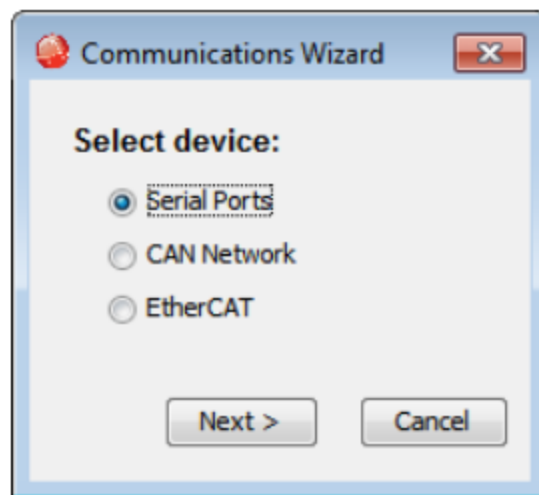 Communications Wizard
Select device:
Serial Ports
CAN Network
EtherCAT
Next >
Cancel